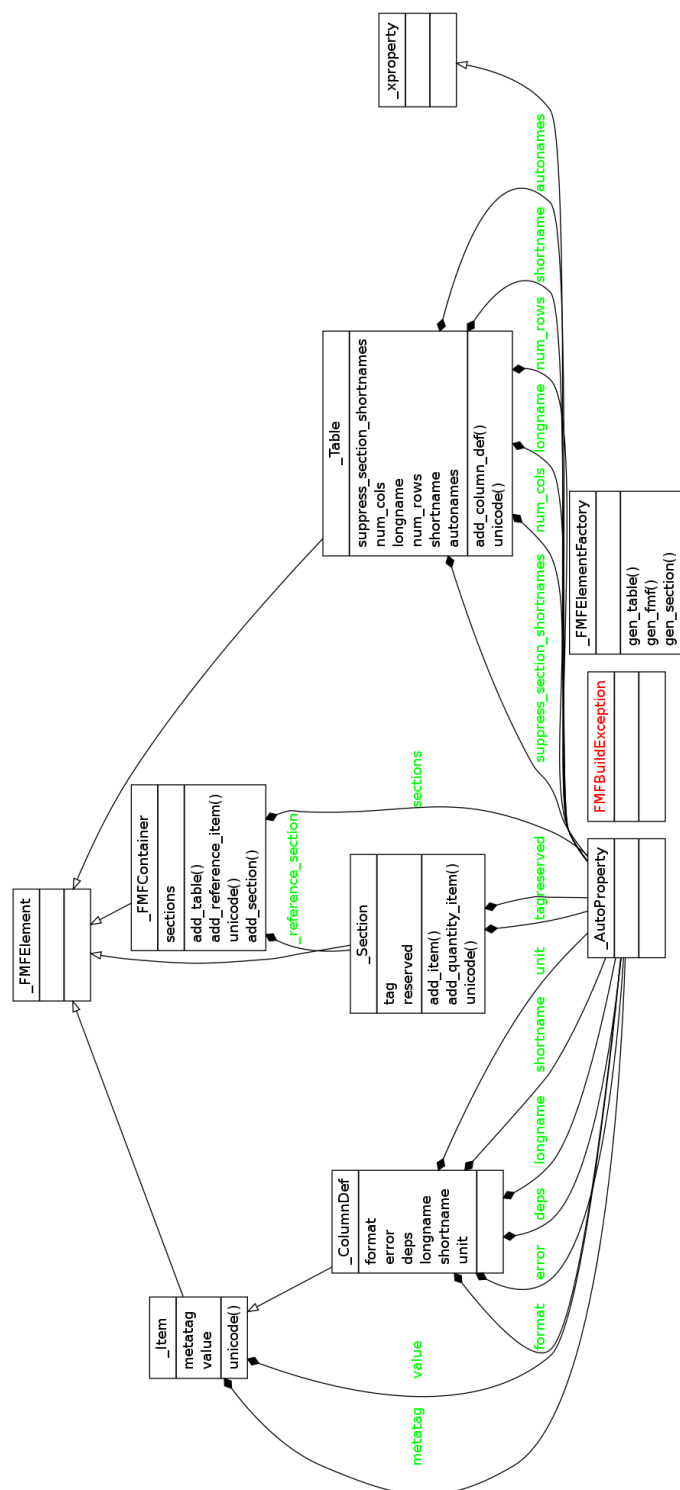 _FMFElement
_Item
metatag
value
unicode()
_FMFContainer
sections
add_table()
add_reference_item()
unicode()
add_section()
_ColumnDef
format
error
deps
longname
shortname
unit
_Section
tag
reserved
add_item()
add_quantity_item()
unicode()
_Table
suppress_section_shortnames
num_cols
longname
num_rows
shortname
autonames
add_column_def()
unicode()
_xproperty
metatag
value
_reference_section
sections
format
error
deps
longname
shortname
unit
tag
reserved
suppress_section_shortnames
num_cols
longname
num_rows
shortname
autonames
_AutoProperty
FMFBuildException
_FMFElementFactory
gen_table()
gen_fmf()
gen_section()